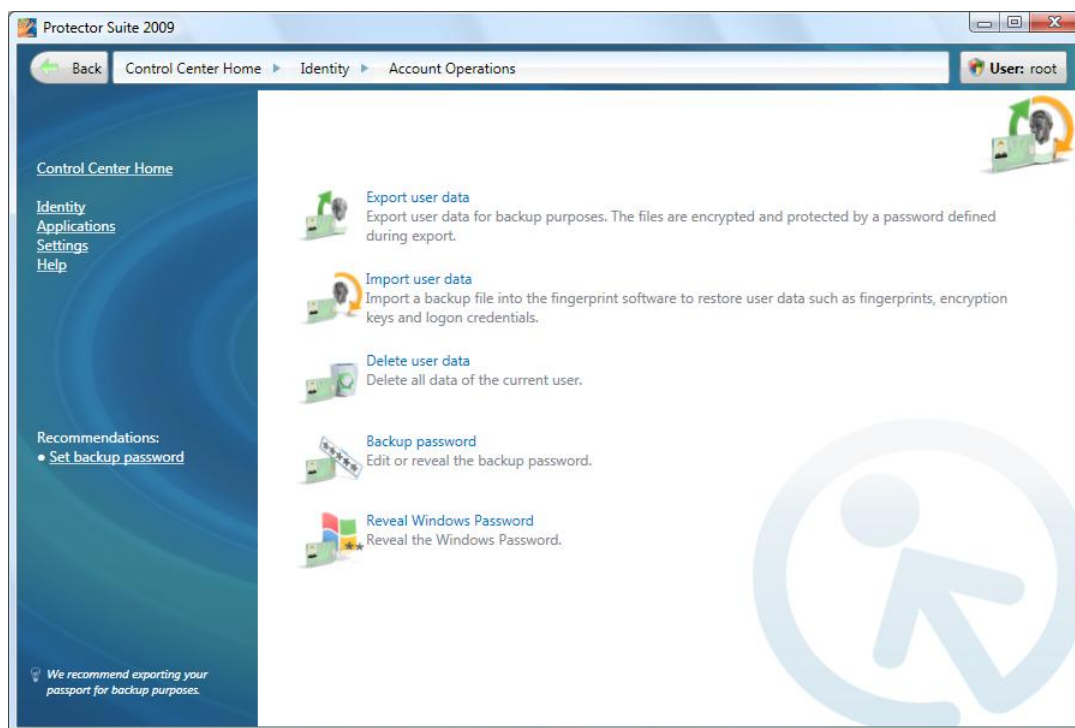 Protector Suite 2009
Back
Control Center Home
Identity
Account Operations
User: root
Control Center Home
Identity
Applications
Settings
Help
Recommendations:
● Set backup password
We recommend exporting your
passport for backup purposes.
Export user data
Export user data for backup purposes. The files are encrypted and protected by a password defined
during export.
Import user data
Import a backup file into the fingerprint software to restore user data such as fingerprints, encryption
keys and logon credentials.
Delete user data
Delete all data of the current user.
Backup password
Edit or reveal the backup password.
Reveal Windows Password
Reveal the Windows Password.